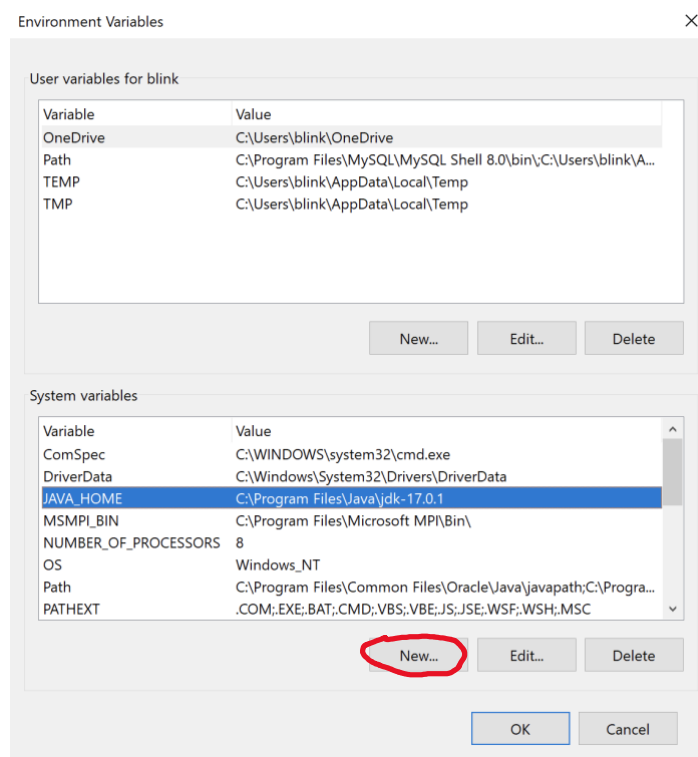 Environment Variables
User variables for blink
Variable Value
OneDrive C:\Users\blink\OneDrive
Path C:\Program Files\MySQL\MySQL Shell 8.0\bin\;C:\Users\blink\A...
TEMP C:\Users\blink\AppData\Local\Temp
TMP C:\Users\blink\AppData\Local\Temp
New... Edit... Delete
System variables
Variable Value
ComSpec C:\WINDOWS\system32\cmd.exe
DriverData C:\Windows\System32\Drivers\DriverData
JAVA_HOME C:\Program Files\Java\jdk-17.0.1
MSMPI_BIN C:\Program Files\Microsoft MPI\Bin\
NUMBER_OF_PROCESSORS 8
OS Windows_NT
Path C:\Program Files\Common Files\Oracle\Java\javapath;C:\Progra...
PATHEXT .COM;.EXE;.BAT;.CMD;.VBS;.VBE;.JS;.JSE;.WSF;.WSH;.MSC
New... Edit... Delete
OK Cancel